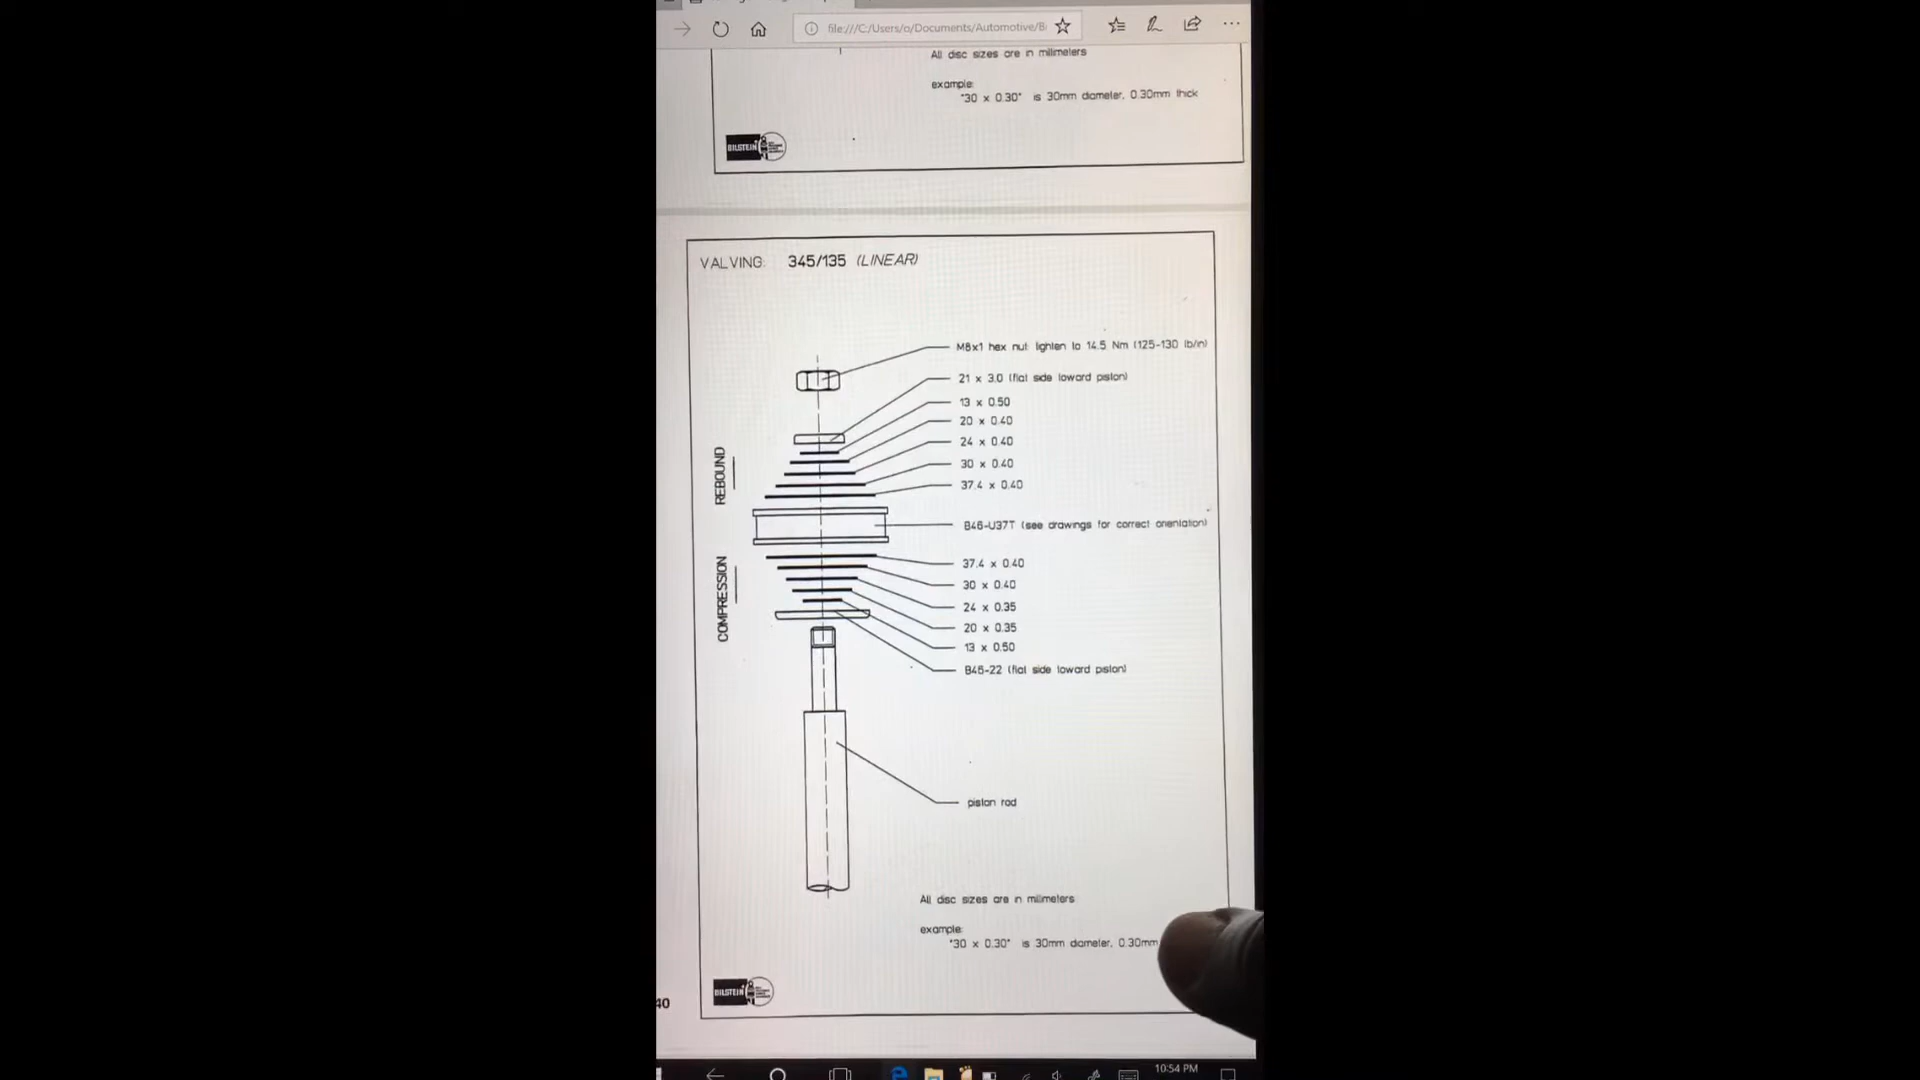 file:///C:/Users/o/Documents/Automotive/B
All disc sizes are in milimeters
example:
"30 x 0.30" is 30mm diameter, 0.30mm thick
BILSTEIN
VALVING: 345/135 (LINEAR)
M8x1 hex nut: tighten to 14.5 Nm (125-130 lb/in)
21 x 3.0 (flat side toward piston)
13 x 0.50
20 x 0.40
24 x 0.40
30 x 0.40
37.4 x 0.40
REBOUND
B46-U37T (see drawings for correct orientation)
COMPRESSION
37.4 x 0.40
30 x 0.40
24 x 0.35
20 x 0.35
13 x 0.50
B46-22 (flat side toward piston)
piston rod
All disc sizes are in milimeters
example:
"30 x 0.30" is 30mm diameter, 0.30mm
BILSTEIN
40
10:54 PM